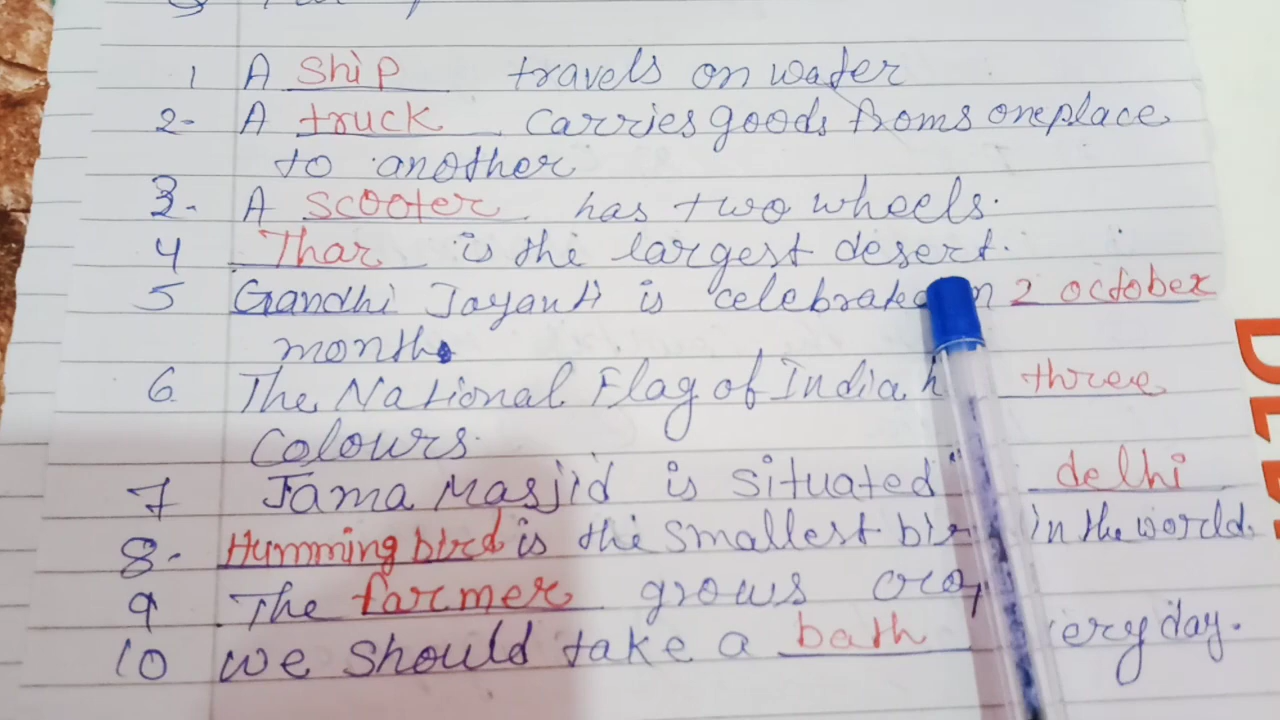 1 A ship travels on water
2- A truck carries goods froms one place
to another
3- A scooter has two wheels.
4 Thar is the largest desert.
5 Gandhi Jayanti is celebrated in 2 october
month
6. The National Flag of India three
colours.
7 Jama Masjid is situated delhi
8- Humming bird is the smallest bird in the world.
9 The farmer grows crop
10 we should take a bath every day.